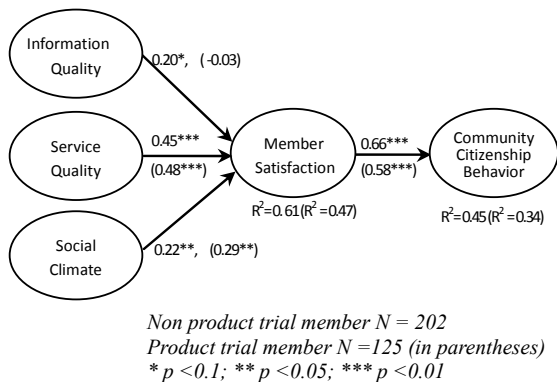 Information
Quality
0.20*, (-0.03)
Service
Quality
0.45***
(0.48***)
Member
Satisfaction
0.66***
(0.58***)
Community
Citizenship
Behavior
R²=0.61(R²=0.47)
R²=0.45(R²=0.34)
Social
Climate
0.22**, (0.29**)
Non product trial member N = 202
Product trial member N =125 (in parentheses)
* p <0.1; ** p <0.05; *** p <0.01